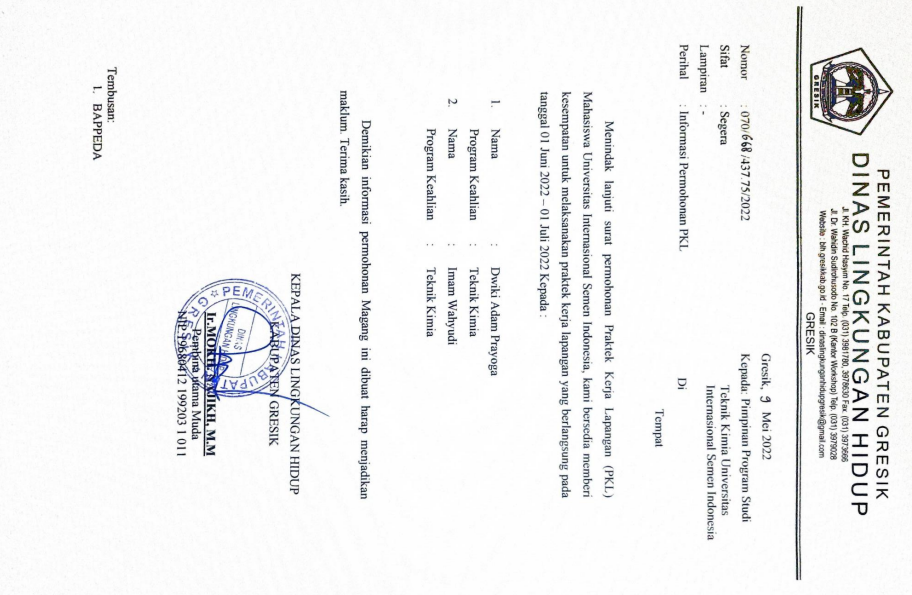 PEMERINTAH KABUPATEN GRESIK
DINAS LINGKUNGAN HIDUP
Jl. KH. Wachid Hasyim No. 17 Telp. (031) 3981780, 3978630 Fax. (031) 3973666
Jl. Dr. Wahidin Sudirohusodo No. 102 B (Kantor Workshop) Telp. (031) 3979028
Website : blh.gresikkab.go.id - Email : dinaslingkunganhidupgresik@gmail.com
GRESIK
GRESIK
Gresik, 9 Mei 2022
Nomor : 070/668/437.75/2022
Sifat : Segera
Lampiran : -
Perihal : Informasi Permohonan PKL
Kepada: Pimpinan Program Studi
Teknik Kimia Universitas
Internasional Semen Indonesia
Di
Tempat
Menindak lanjuti surat permohonan Praktek Kerja Lapangan (PKL)
Mahasiswa Universitas Internasional Semen Indonesia, kami bersedia memberi
kesempatan untuk melaksanakan praktek kerja lapangan yang berlangsung pada
tanggal 01 Juni 2022 – 01 Juli 2022 Kepada :
1. Nama : Dwiki Adam Prayoga
Program Keahlian : Teknik Kimia
2. Nama : Imam Wahyudi
Program Keahlian : Teknik Kimia
Demikian informasi permohonan Magang ini dibuat harap menjadikan
maklum. Terima kasih.
KEPALA DINAS LINGKUNGAN HIDUP
KABUPATEN GRESIK
PEMERINTAH KABUPATEN
GRESIK
DINAS
LINGKUNGAN
Ir.MOKH. NAJIKH, M.M
Pembina Utama Muda
NIP.19680412 199203 1 011
Tembusan:
1. BAPPEDA